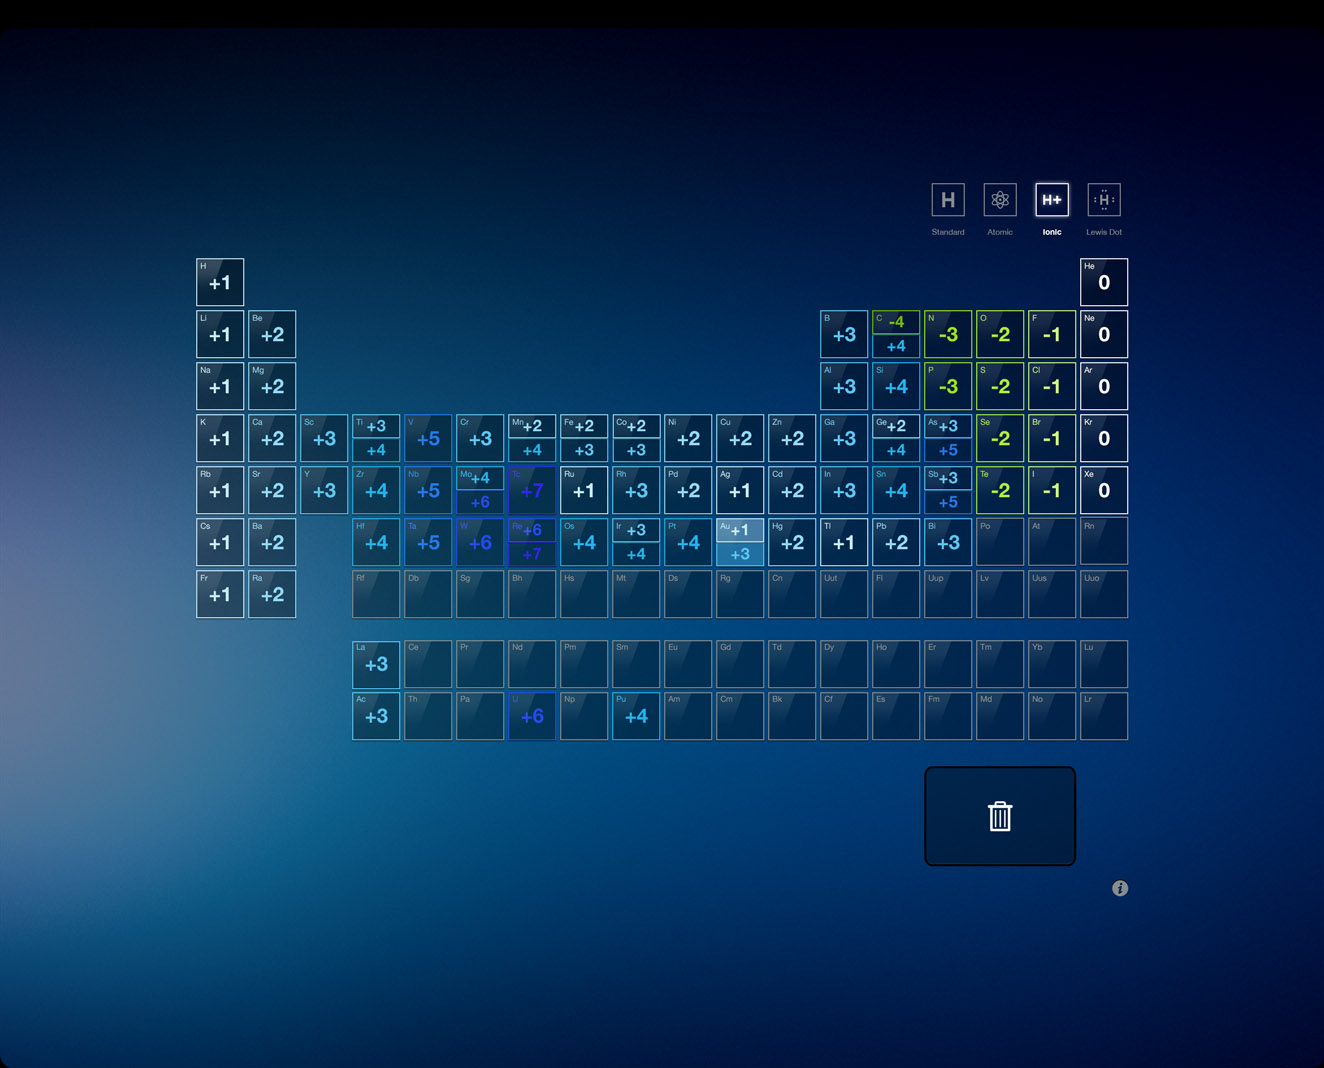 H H+ H
Standard Atomic Ionic Lewis Dot
H He
+1 0
Li Be B C -4 N O F Ne
+1 +2 +3 +4 -3 -2 -1 0
Na Mg Al Si P S Cl Ar
+1 +2 +3 +4 -3 -2 -1 0
K Ca Sc Ti +3 V Cr Mn +2 Fe +2 Co +2 Ni Cu Zn Ga Ge +2 As +3 Se Br Kr
+1 +2 +3 +4 +5 +3 +4 +3 +3 +2 +2 +2 +3 +4 +5 -2 -1 0
Rb Sr Y Zr Nb Mo +4 Tc Ru Rh Pd Ag Cd In Sn Sb +3 Te I Xe
+1 +2 +3 +4 +5 +6 +7 +1 +3 +2 +1 +2 +3 +4 +5 -2 -1 0
Cs Ba Hf Ta W Re +6 Os Ir +3 Pt Au +1 Hg Tl Pb Bi Po At Rn
+1 +2 +4 +5 +6 +7 +4 +4 +4 +3 +2 +1 +2 +3
Fr Ra Rf Db Sg Bh Hs Mt Ds Rg Cn Uut Fl Uup Lv Uus Uuo
+1 +2
La Ce Pr Nd Pm Sm Eu Gd Td Dy Ho Er Tm Yb Lu
+3
Ac Th Pa U Np Pu Am Cm Bk Cf Es Fm Md No Lr
+3 +6 +4
i